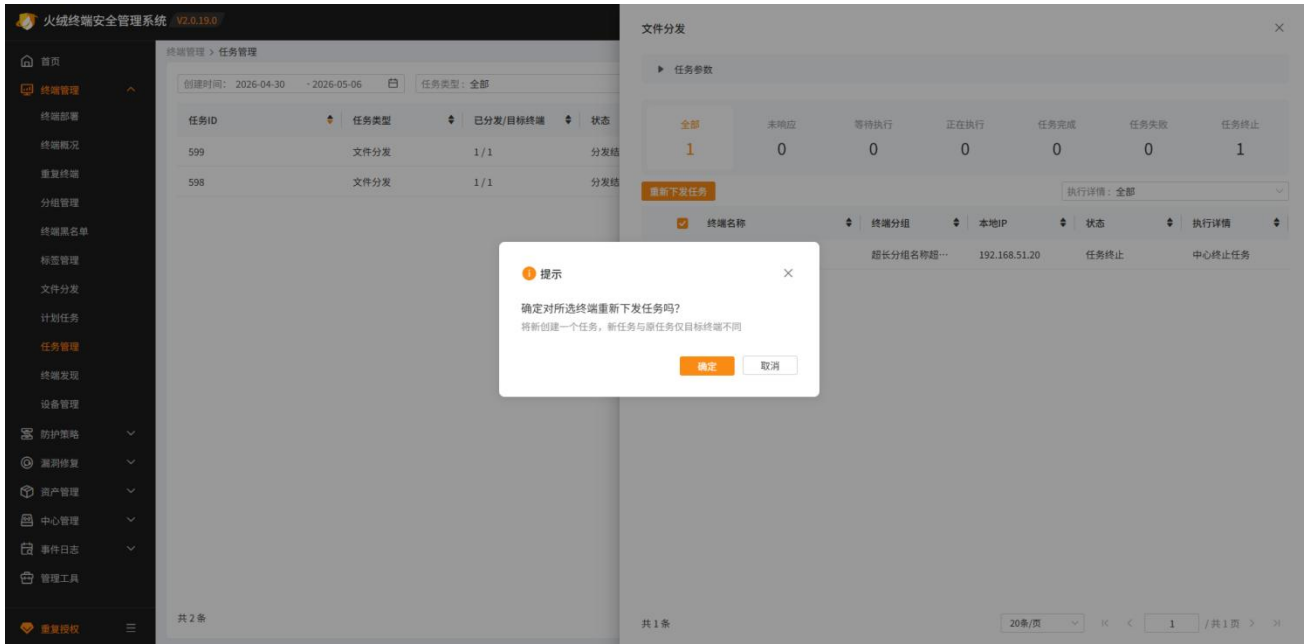 火绒终端安全管理系统 V2.0.19.0
首页
终端管理
终端部署
终端概况
重复终端
分组管理
终端黑名单
标签管理
文件分发
计划任务
任务管理
终端发现
设备管理
防护策略
漏洞修复
资产管理
中心管理
事件日志
管理工具
重复授权
终端管理 > 任务管理
创建时间: 2026-04-30 - 2026-05-06 任务类型: 全部
任务ID 任务类型 已分发/目标终端 状态
599 文件分发 1 / 1 分发结
598 文件分发 1 / 1 分发结
共 2 条
文件分发
任务参数
全部 未响应 等待执行 正在执行 任务完成 任务失败 任务终止
1 0 0 0 0 0 1
重新下发任务 执行详情: 全部
终端名称 终端分组 本地IP 状态 执行详情
超长分组名称超… 192.168.51.20 任务终止 中心终止任务
提示
确定对所选终端重新下发任务吗?
将新创建一个任务，新任务与原任务仅目标终端不同
确定 取消
共 1 条 20条/页 1 / 共 1 页